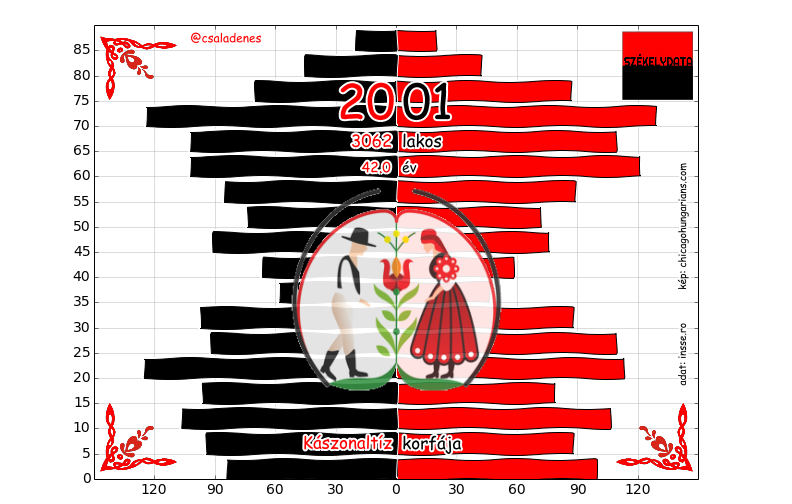 @csaladenes
SZÉKELYDATA
2001
3062 lakos
42.0 év
kép: chicagohungarians.com
adat: insse.ro
Kászonaltíz korfája
85
80
75
70
65
60
55
50
45
40
35
30
25
20
15
10
5
0
120 90 60 30 0 30 60 90 120